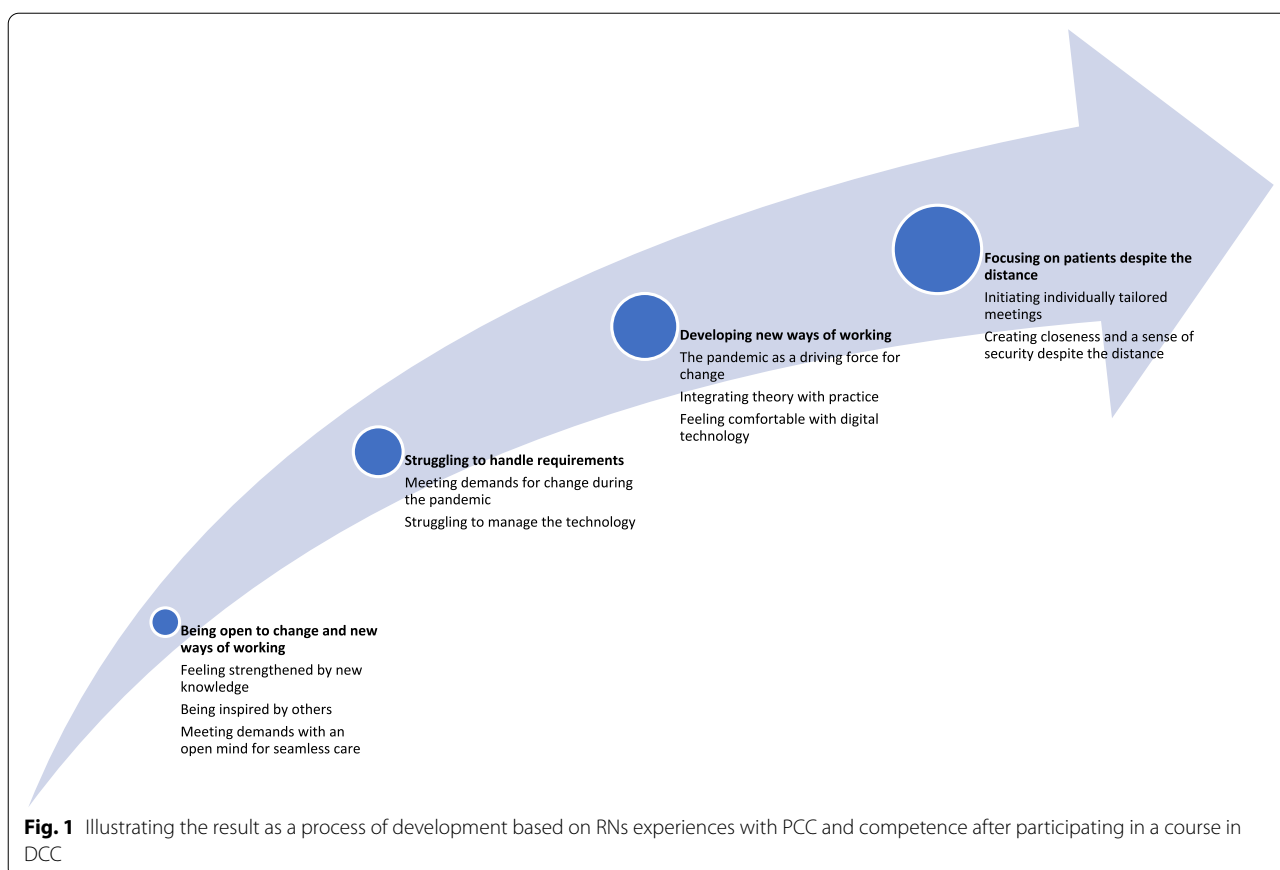 Focusing on patients despite the
distance
Initiating individually tailored
meetings
Creating closeness and a sense of
security despite the distance
Developing new ways of working
The pandemic as a driving force for
change
Integrating theory with practice
Feeling comfortable with digital
technology
Struggling to handle requirements
Meeting demands for change during
the pandemic
Struggling to manage the technology
Being open to change and new
ways of working
Feeling strengthened by new
knowledge
Being inspired by others
Meeting demands with an
open mind for seamless care
Fig. 1 Illustrating the result as a process of development based on RNs experiences with PCC and competence after participating in a course in
DCC